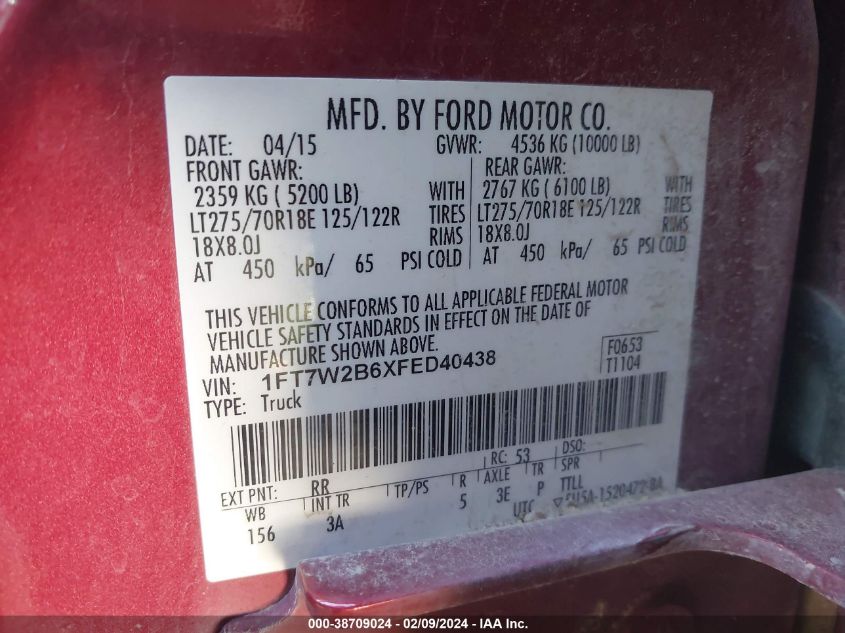 MFD. BY FORD MOTOR CO.
DATE: 04/15 GVWR: 4536 KG (10000 LB)
FRONT GAWR: REAR GAWR:
2359 KG ( 5200 LB) WITH 2767 KG ( 6100 LB) WITH
LT275/70R18E 125/122R TIRES LT275/70R18E 125/122R TIRES
18X8.0J RIMS 18X8.0J RIMS
AT 450 kPa/ 65 PSI COLD AT 450 kPa/ 65 PSI COLD
THIS VEHICLE CONFORMS TO ALL APPLICABLE FEDERAL MOTOR
VEHICLE SAFETY STANDARDS IN EFFECT ON THE DATE OF
MANUFACTURE SHOWN ABOVE.
VIN: 1FT7W2B6XFED40438 F0653
TYPE: Truck T1104
RC: 53 DSO:
EXT PNT: RR
WB INT TR TP/PS R AXLE TR SPR
156 3A 5 3E P TTLL
UTC
000-38709024 - 02/09/2024 - IAA Inc.